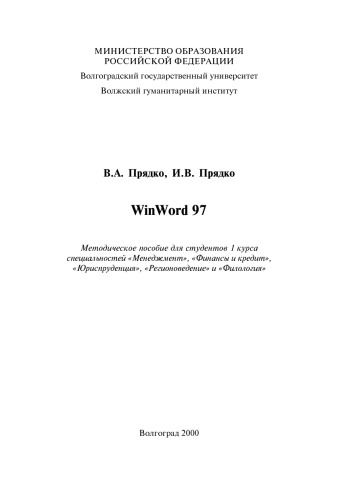 МИНИСТЕРСТВО ОБРАЗОВАНИЯ
РОССИЙСКОЙ ФЕДЕРАЦИИ
Волгоградский государственный университет
Волжский гуманитарный институт
В.А. Прядко, И.В. Прядко
WinWord 97
Методическое пособие для студентов 1 курса
специальностей «Менеджмент», «Финансы и кредит»,
«Юриспруденция», «Регионоведение» и «Филология»
Волгоград 2000